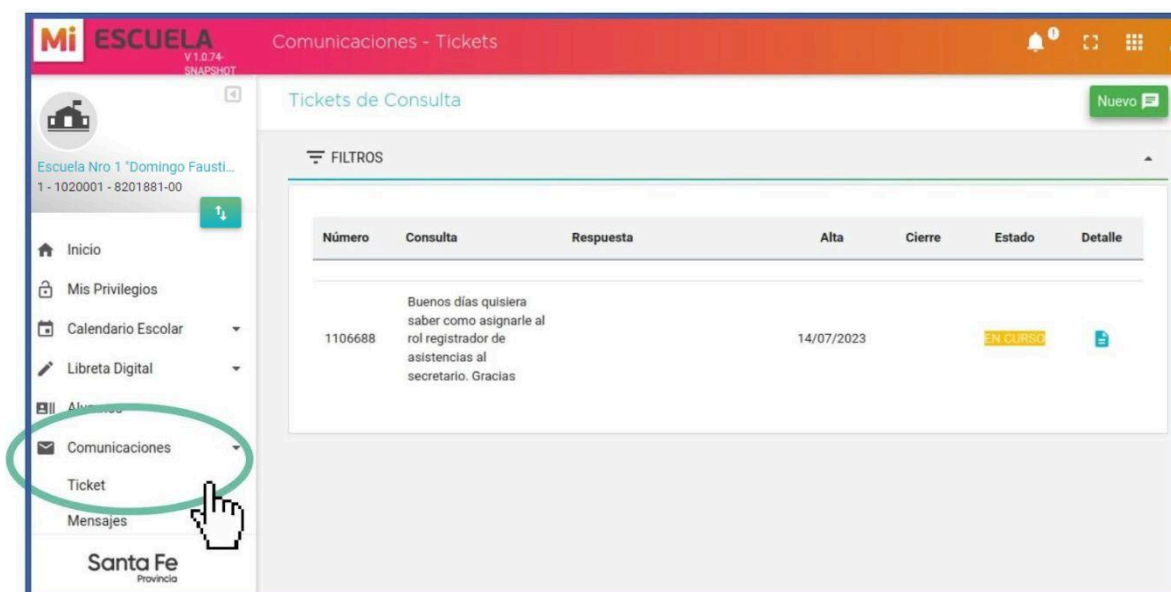 Mi ESCUELA
V 1.0.74-
SNAPSHOT
Comunicaciones - Tickets
Escuela Nro 1 "Domingo Fausti...
1 - 1020001 - 8201881-00
Inicio
Mis Privilegios
Calendario Escolar
Libreta Digital
Comunicaciones
Ticket
Mensajes
Santa Fe
Provincia
Tickets de Consulta
Nuevo
FILTROS
Número Consulta Respuesta Alta Cierre Estado Detalle
Buenos días quisiera
saber como asignarle al
1106688 rol registrador de 14/07/2023 EN CURSO
asistencias al
secretario. Gracias